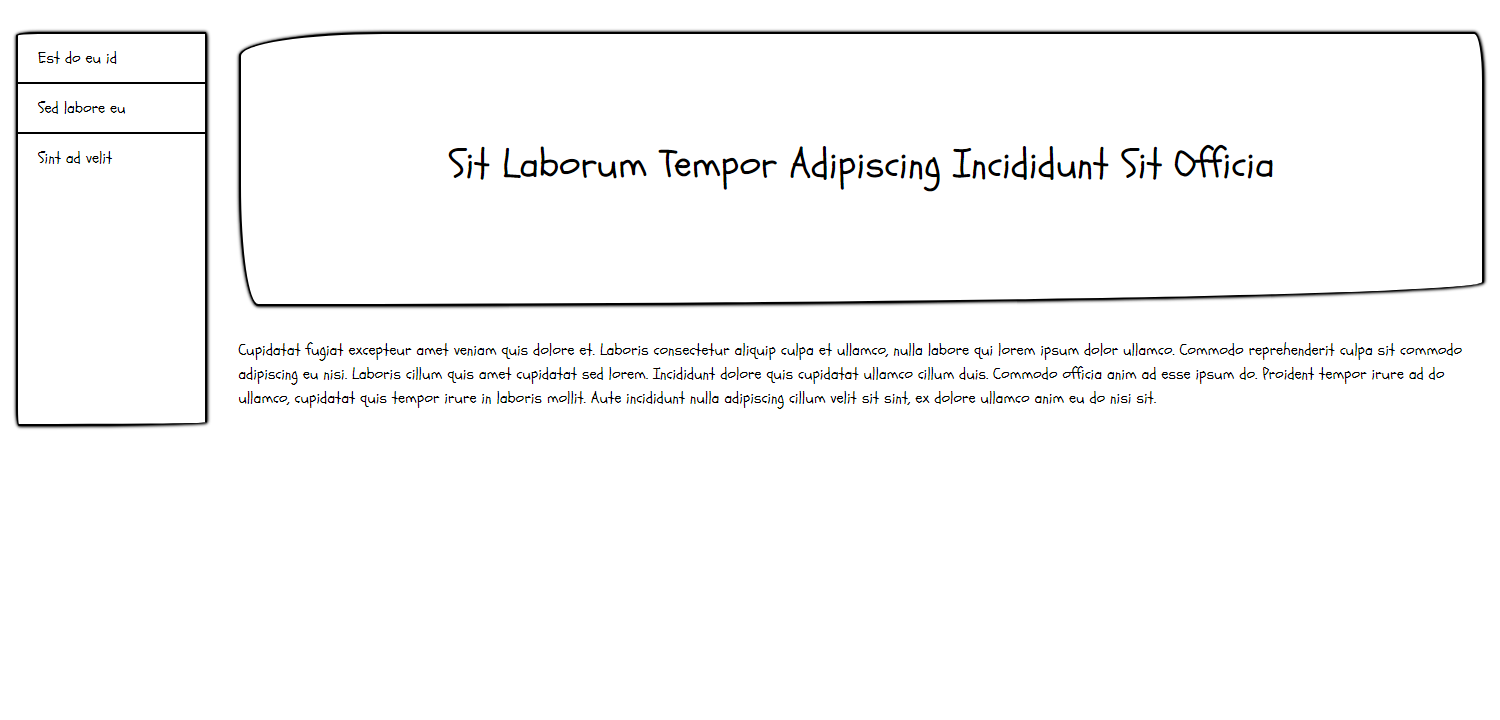 Est do eu id
Sed labore eu
Sint ad velit
Sit Laborum Tempor Adipiscing Incididunt Sit Officia
Cupidatat fugiat excepteur amet veniam quis dolore et. Laboris consectetur aliquip culpa et ullamco, nulla labore qui lorem ipsum dolor ullamco. Commodo reprehenderit culpa sit commodo
adipiscing eu nisi. Laboris cillum quis amet cupidatat sed lorem. Incididunt dolore quis cupidatat ullamco cillum duis. Commodo officia anim ad esse ipsum do. Proident tempor irure ad do
ullamco, cupidatat quis tempor irure in laboris mollit. Aute incididunt nulla adipiscing cillum velit sit sint, ex dolore ullamco anim eu do nisi sit.